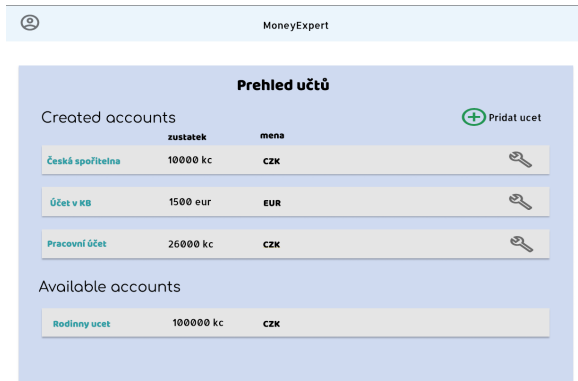 MoneyExpert
Prehled učtů
Created accounts
Pridat ucet
zustatek mena
Česká spořitelna 10000 kc CZK
Účet v KB 1500 eur EUR
Pracovní účet 26000 kc CZK
Available accounts
Rodinny ucet 100000 kc CZK